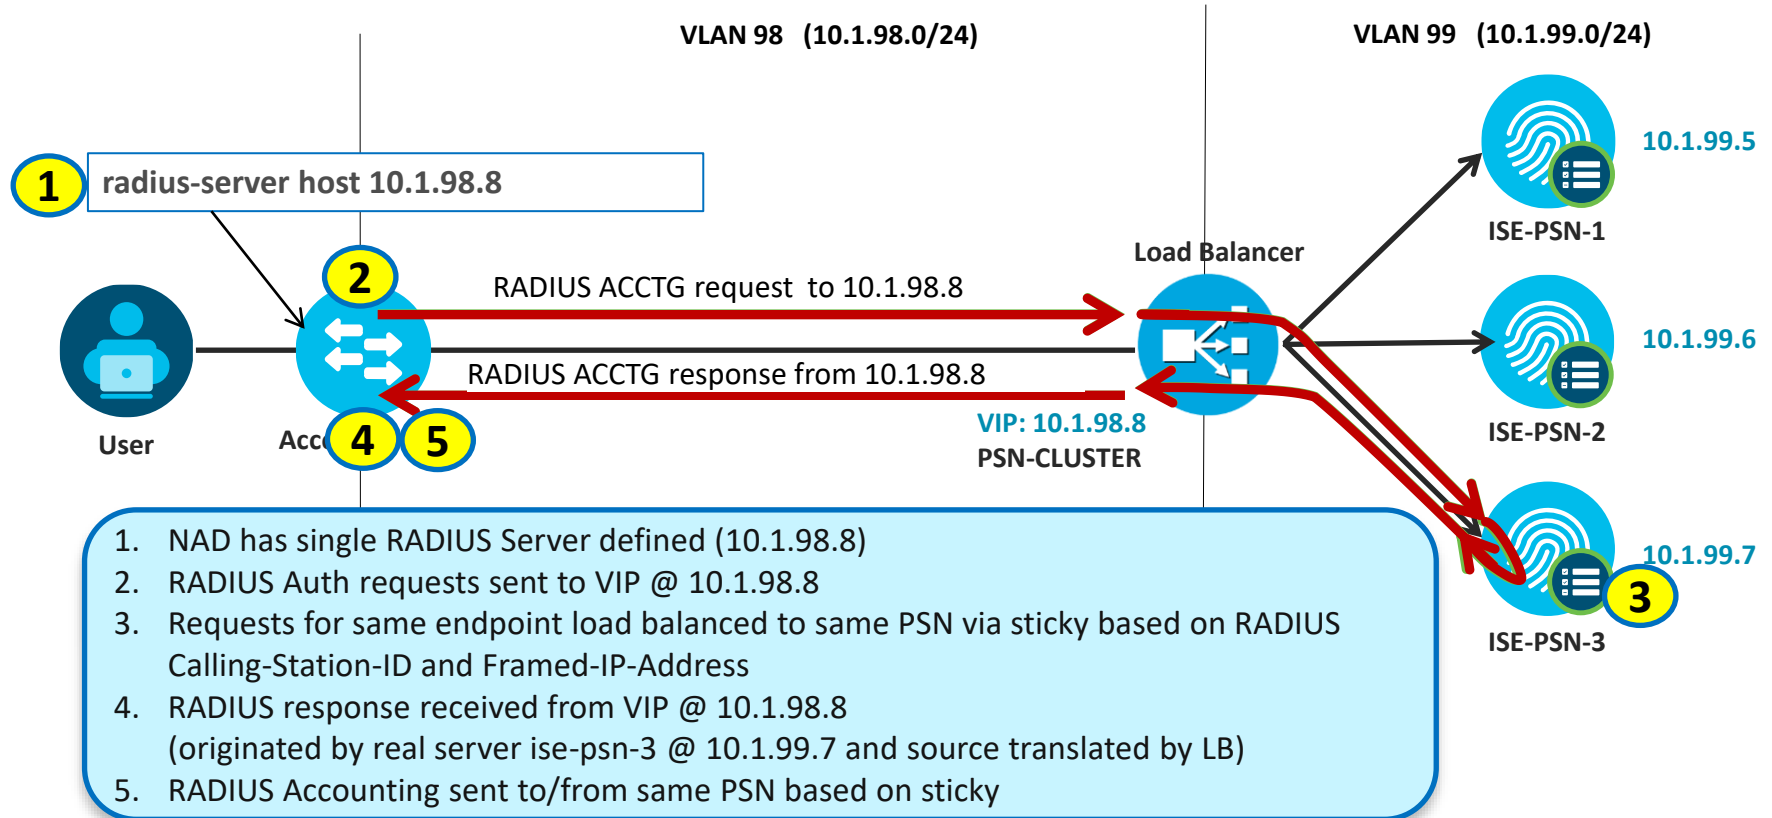 VLAN 98 (10.1.98.0/24)
VLAN 99 (10.1.99.0/24)
10.1.99.5
1
radius-server host 10.1.98.8
ISE-PSN-1
Load Balancer
2
RADIUS ACCTG request to 10.1.98.8
10.1.99.6
RADIUS ACCTG response from 10.1.98.8
User
4
5
VIP: 10.1.98.8
PSN-CLUSTER
ISE-PSN-2
10.1.99.7
3
ISE-PSN-3
1. NAD has single RADIUS Server defined (10.1.98.8)
2. RADIUS Auth requests sent to VIP @ 10.1.98.8
3. Requests for same endpoint load balanced to same PSN via sticky based on RADIUS
Calling-Station-ID and Framed-IP-Address
4. RADIUS response received from VIP @ 10.1.98.8
(originated by real server ise-psn-3 @ 10.1.99.7 and source translated by LB)
5. RADIUS Accounting sent to/from same PSN based on sticky